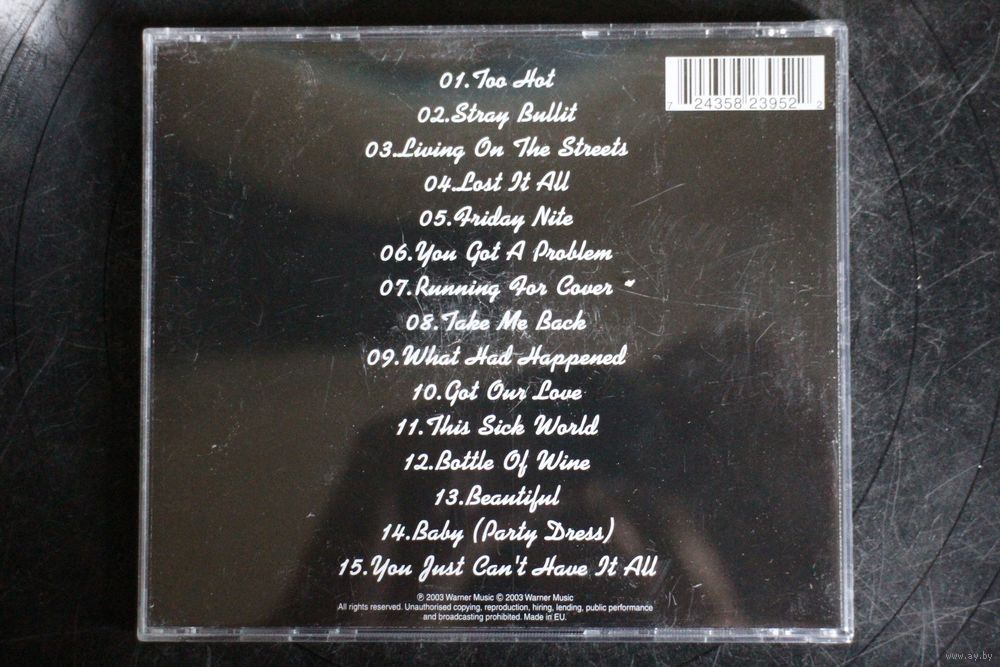 01.Too Hot
02.Stray Bullit
03.Living On The Streets
04.Lost It All
05.Friday Nite
06.You Got A Problem
07.Running For Cover *
08.Take Me Back
09.What Had Happened
10.Got Our Love
11.This Sick World
12.Bottle Of Wine
13.Beautiful
14.Baby (Party Dress)
15.You Just Can't Have It All
7 24358 23952 2
℗ 2003 Warner Music © 2003 Warner Music
All rights reserved. Unauthorised copying, reproduction, hiring, lending, public performance
and broadcasting prohibited. Made in EU.
www.ay.by